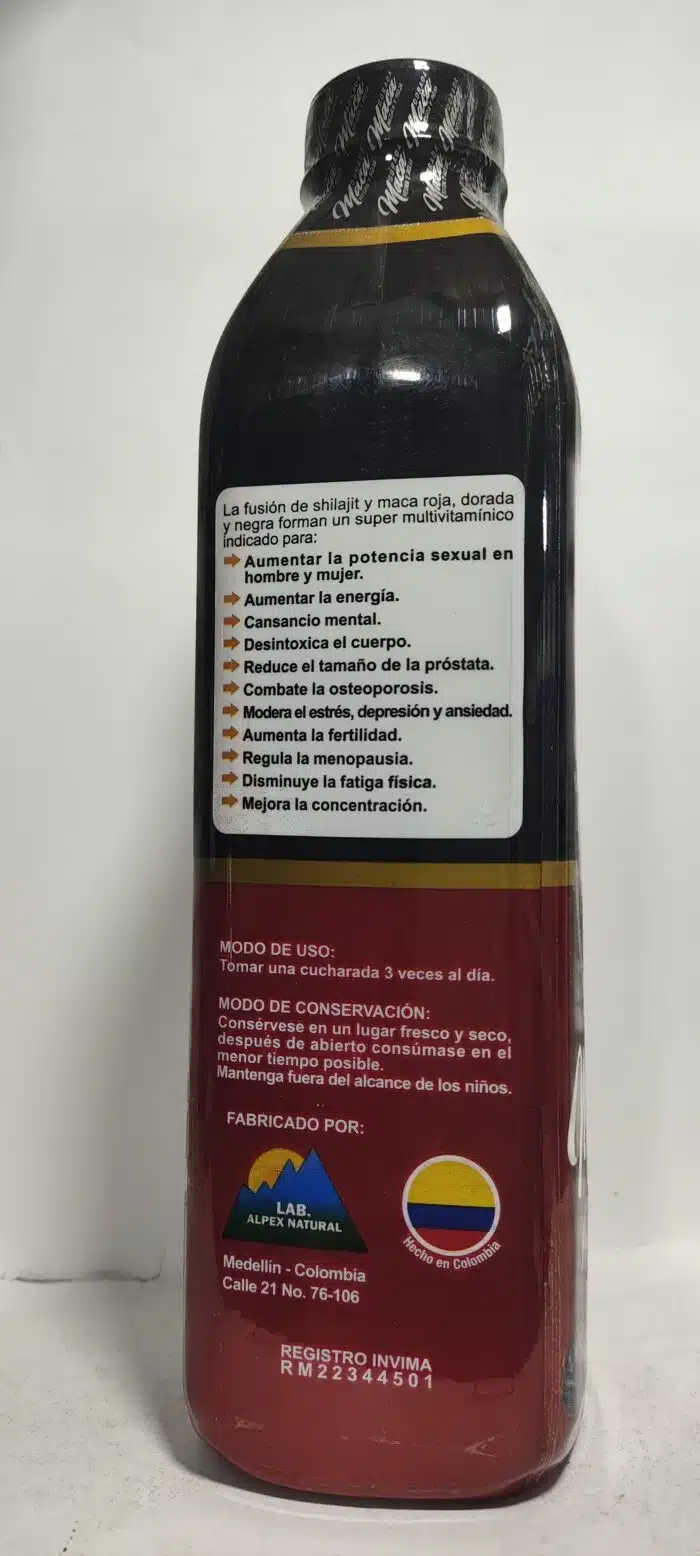 Maca
Maca
Maca
Maca
Maca
La fusión de shilajit y maca roja, dorada
y negra forman un super multivitamínico
indicado para:
Aumentar la potencia sexual en
hombre y mujer.
Aumentar la energía.
Cansancio mental.
Desintoxica el cuerpo.
Reduce el tamaño de la próstata.
Combate la osteoporosis.
Modera el estrés, depresión y ansiedad.
Aumenta la fertilidad.
Regula la menopausia.
Disminuye la fatiga física.
Mejora la concentración.
MODO DE USO:
Tomar una cucharada 3 veces al día.
MODO DE CONSERVACIÓN:
Consérvese en un lugar fresco y seco,
después de abierto consúmase en el
menor tiempo posible.
Mantenga fuera del alcance de los niños.
FABRICADO POR:
LAB.
ALPEX NATURAL
Hecho en Colombia
Medellín - Colombia
Calle 21 No. 76-106
REGISTRO INVIMA
RM22344501